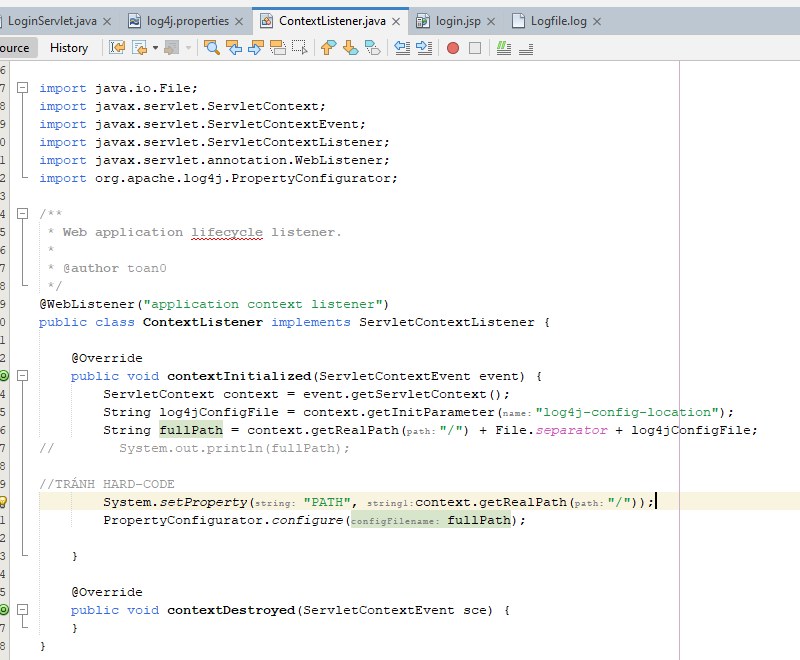 LoginServlet.java × log4j.properties × ContextListener.java × login.jsp × Logfile.log ×
ource History
6
7 import java.io.File;
8 import javax.servlet.ServletContext;
9 import javax.servlet.ServletContextEvent;
0 import javax.servlet.ServletContextListener;
1 import javax.servlet.annotation.WebListener;
2 import org.apache.log4j.PropertyConfigurator;
3
4 /**
5 * Web application lifecycle listener.
6 *
7 * @author toan0
8 */
9 @WebListener("application context listener")
0 public class ContextListener implements ServletContextListener {
1
2 @Override
public void contextInitialized(ServletContextEvent event) {
4 ServletContext context = event.getServletContext();
5 String log4jConfigFile = context.getInitParameter(name: "log4j-config-location");
6 String fullPath = context.getRealPath(path: "/") + File.separator + log4jConfigFile;
7 // System.out.println(fullPath);
8
9 //TRÁNH HARD-CODE
System.setProperty(string: "PATH", string1:context.getRealPath(path: "/"));
1 PropertyConfigurator.configure(configFilename: fullPath);
2
3 }
4
5 @Override
public void contextDestroyed(ServletContextEvent sce) {
7 }
8 }